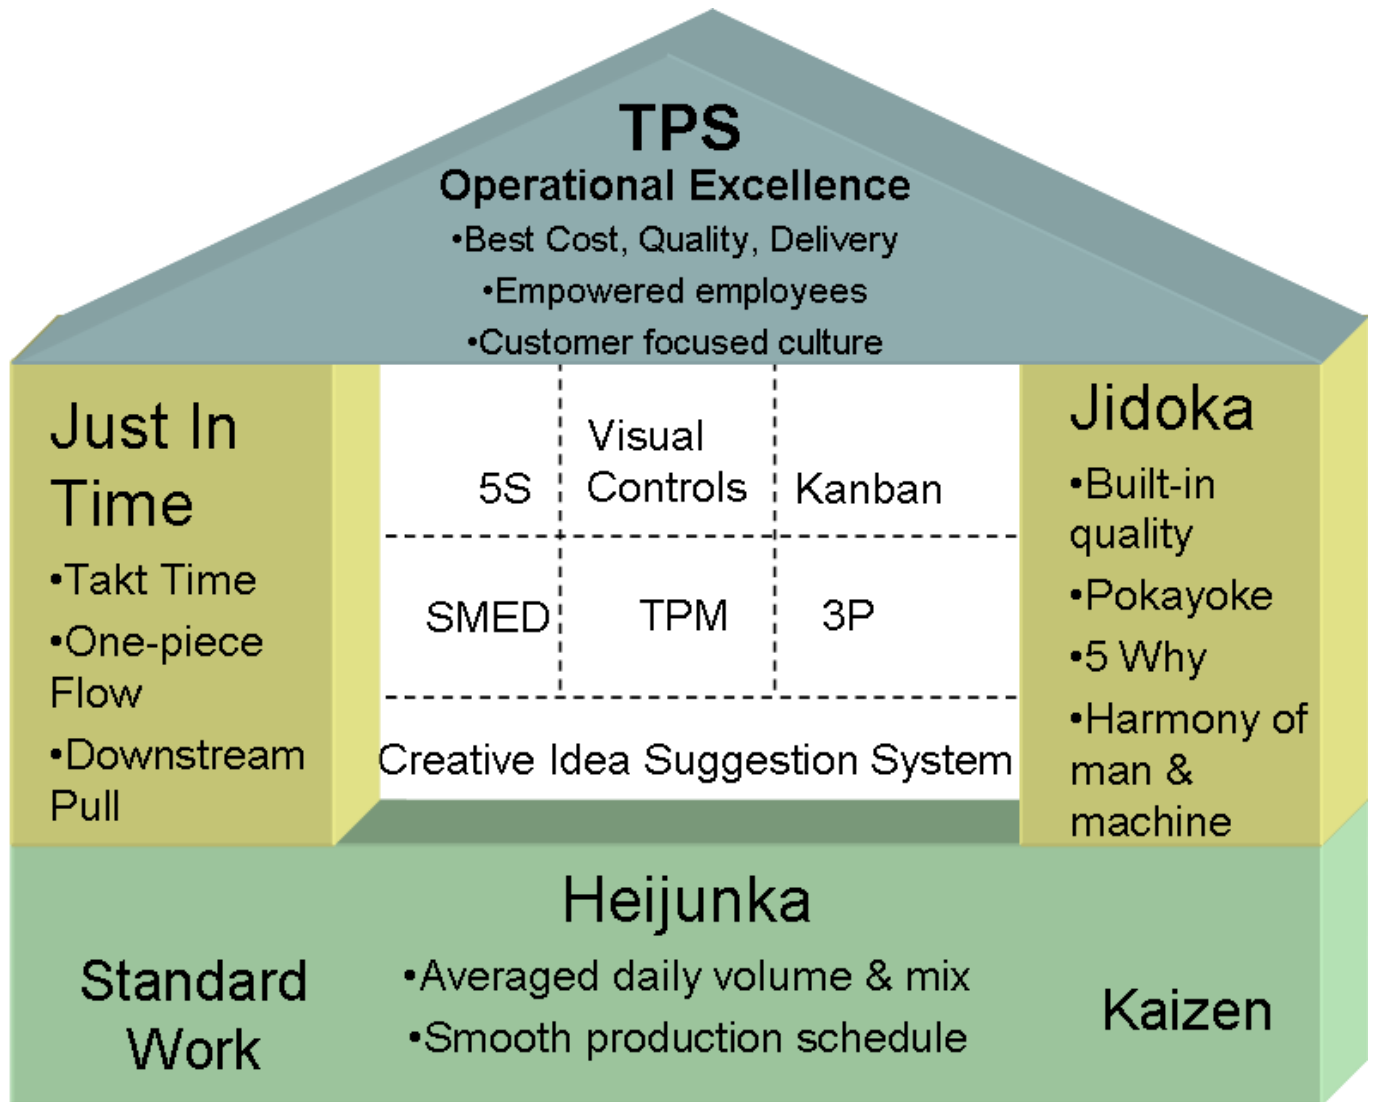 TPS
Operational Excellence
•Best Cost, Quality, Delivery
•Empowered employees
•Customer focused culture
Just In
Time
•Takt Time
•One-piece
Flow
•Downstream
Pull
5S
Visual
Controls
Kanban
SMED
TPM
3P
Creative Idea Suggestion System
Jidoka
•Built-in
quality
•Pokayoke
•5 Why
•Harmony of
man &
machine
Standard
Work
Heijunka
•Averaged daily volume & mix
•Smooth production schedule
Kaizen